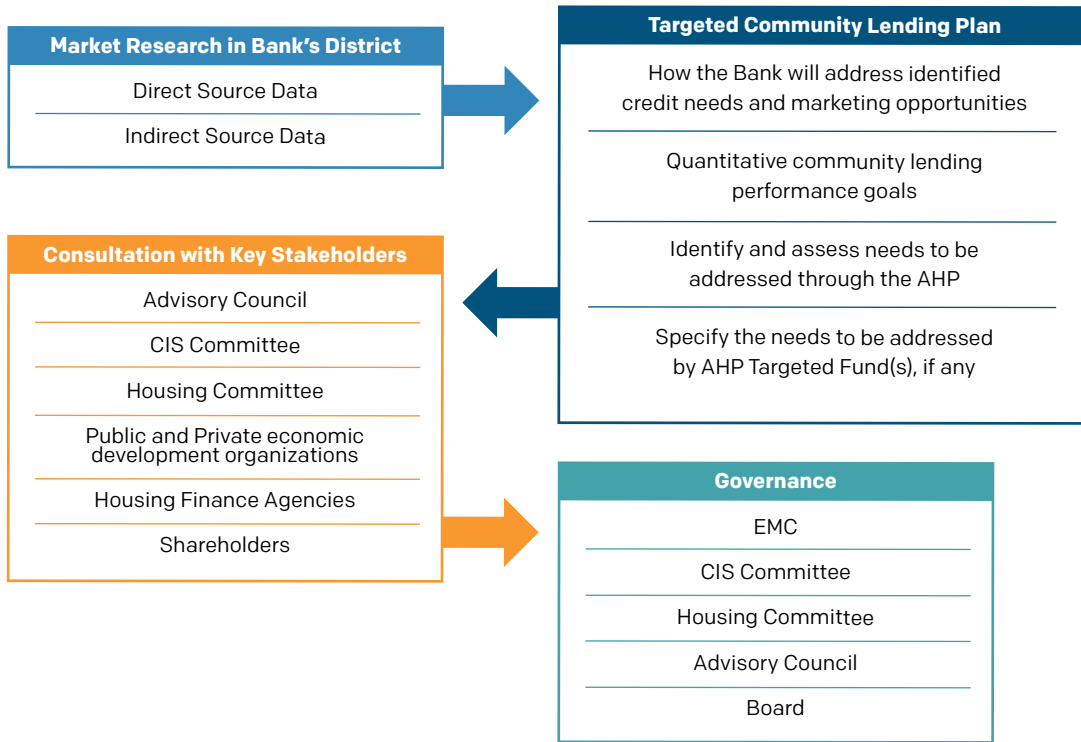 Market Research in Bank's District
Direct Source Data
Indirect Source Data
Targeted Community Lending Plan
How the Bank will address identified
credit needs and marketing opportunities
Quantitative community lending
performance goals
Identify and assess needs to be
addressed through the AHP
Specify the needs to be addressed
by AHP Targeted Fund(s), if any
Consultation with Key Stakeholders
Advisory Council
CIS Committee
Housing Committee
Public and Private economic
development organizations
Housing Finance Agencies
Shareholders
Governance
EMC
CIS Committee
Housing Committee
Advisory Council
Board